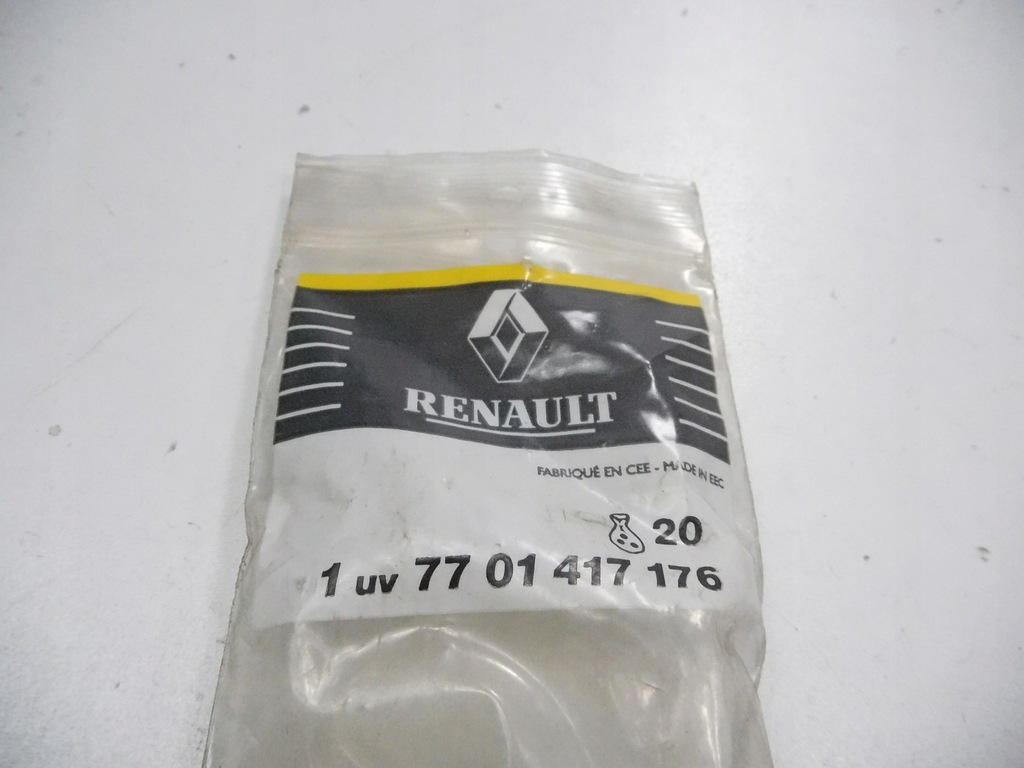 RENAULT
FABRIQUÉ EN CEE - MADE IN EEC
20
1 uv 77 01 417 176